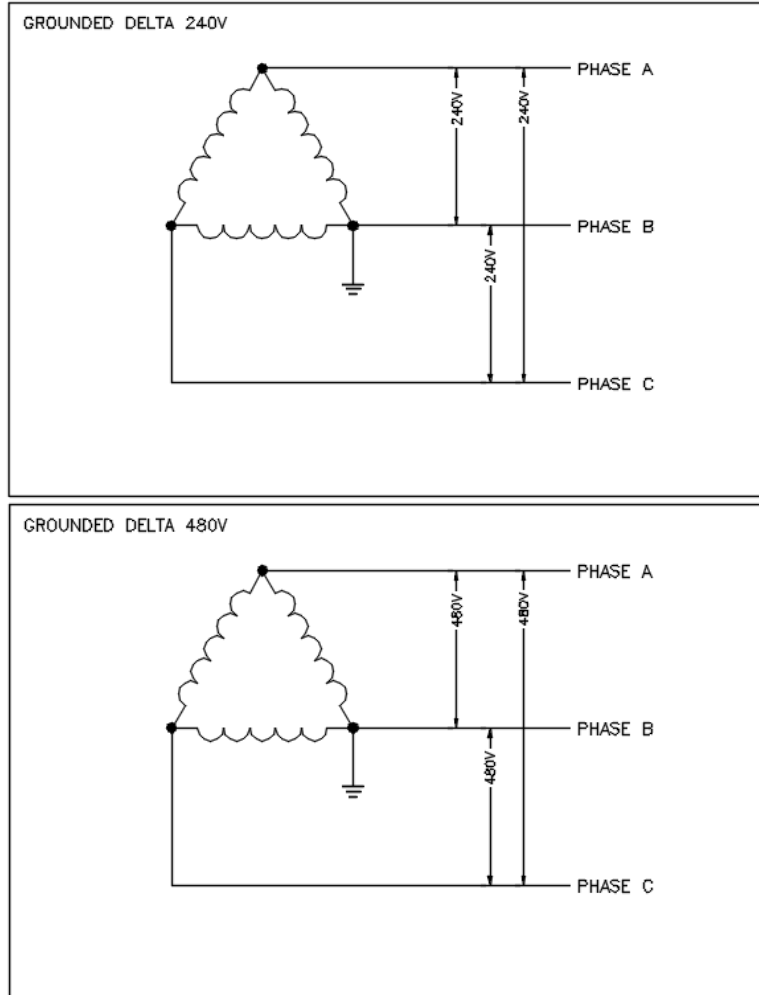 GROUNDED DELTA 240V
PHASE A
240V
240V
PHASE B
240V
PHASE C
GROUNDED DELTA 480V
PHASE A
480V
480V
PHASE B
480V
PHASE C